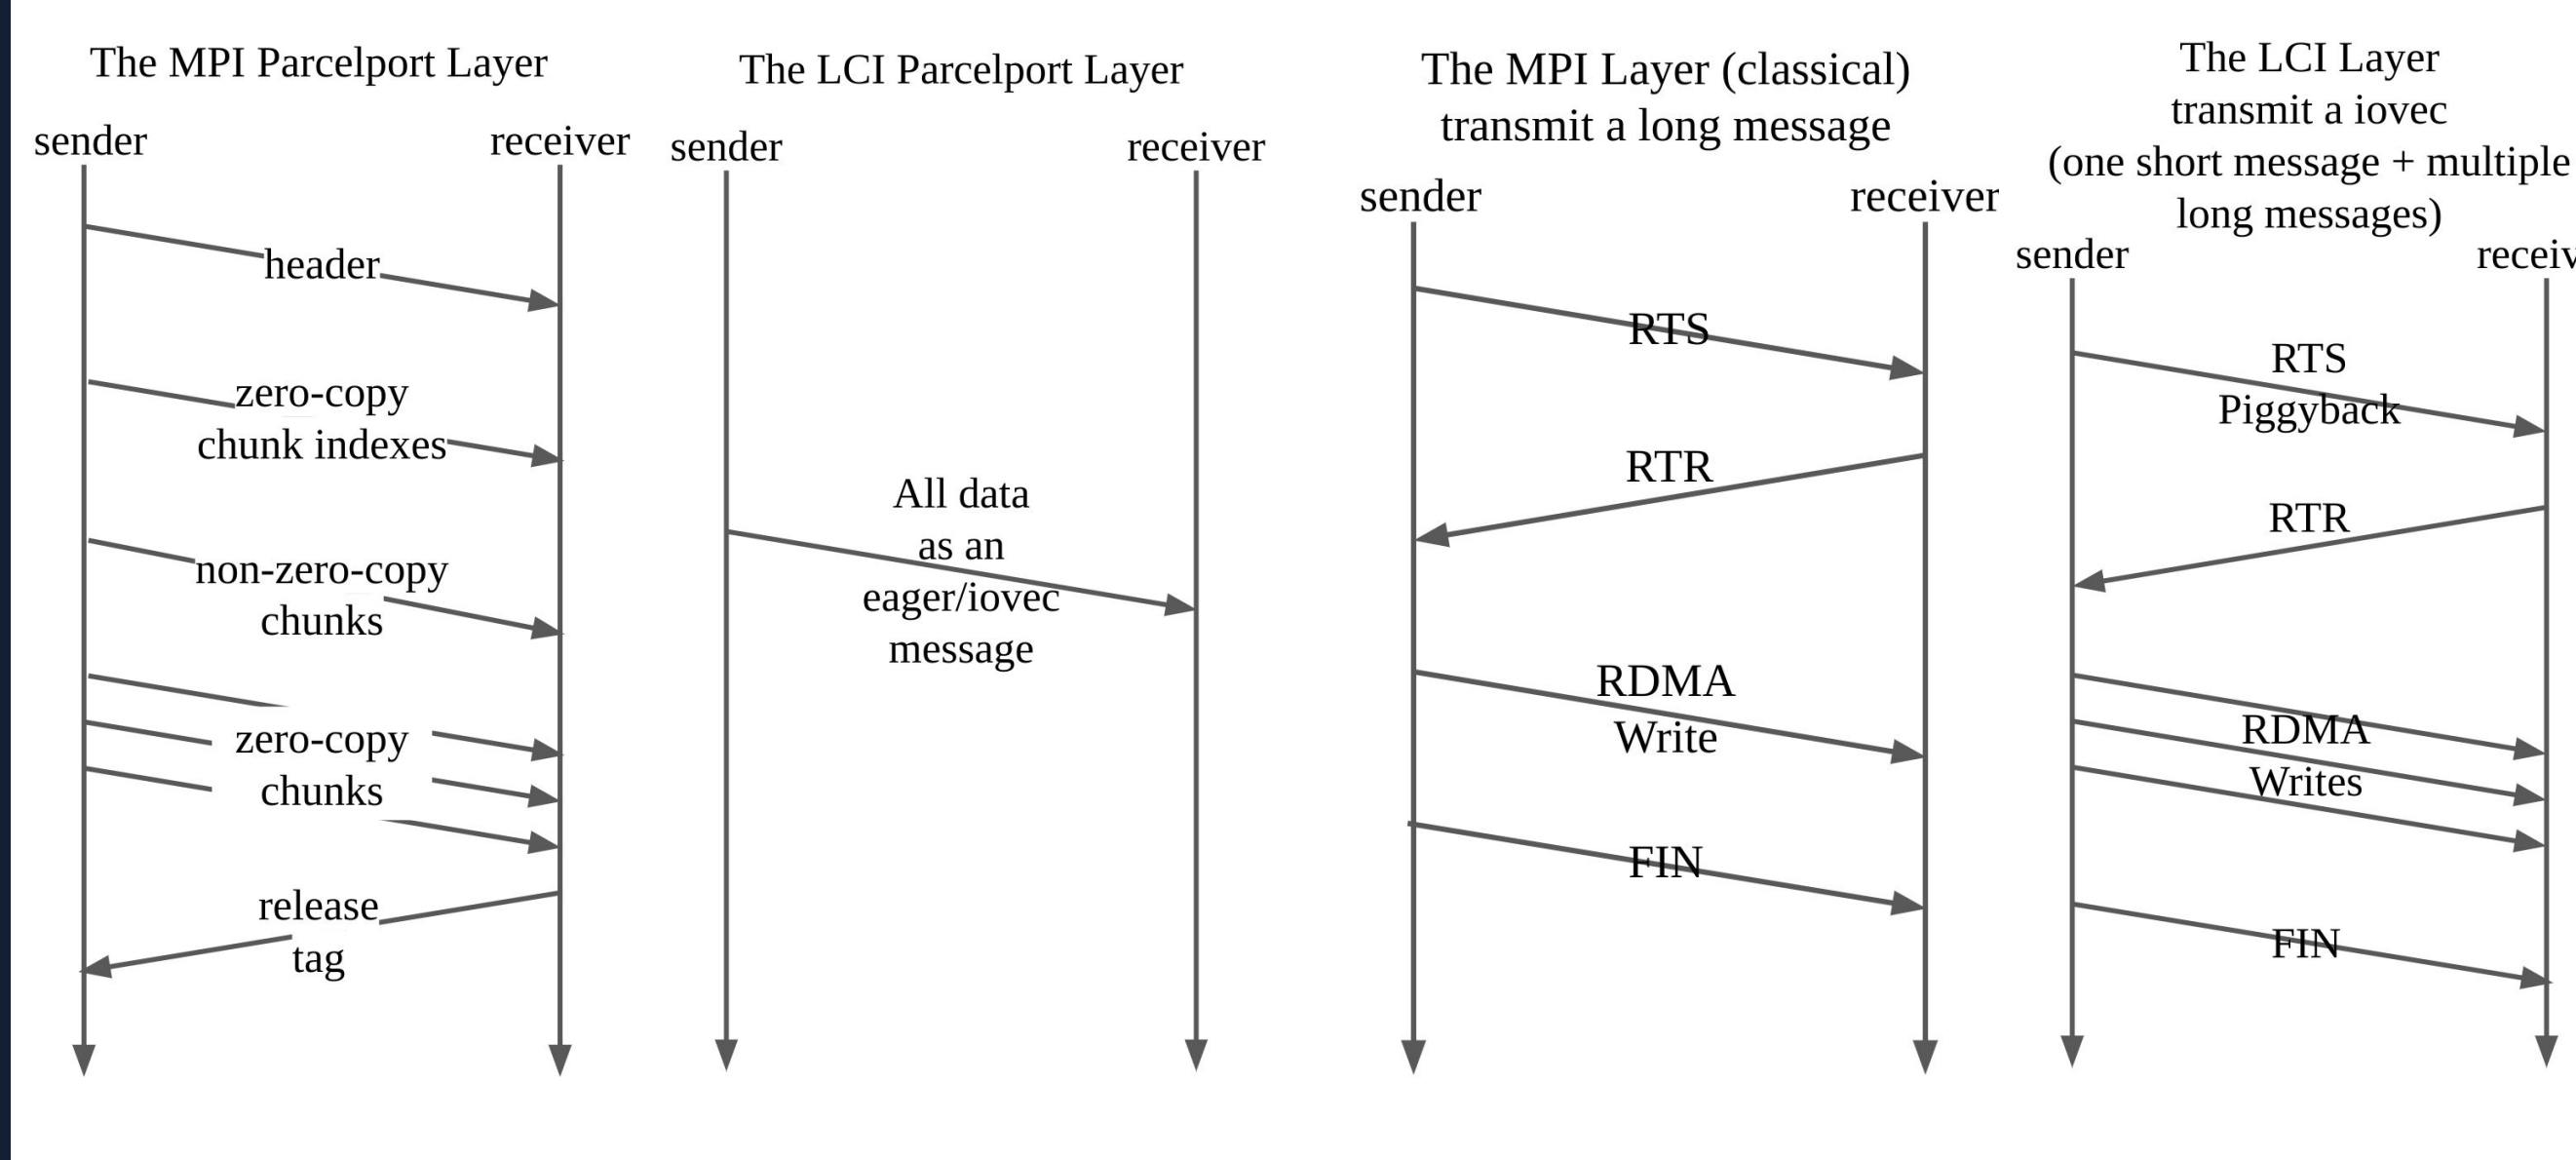 The MPI Parcelport Layer
sender
receiver
header
zero-copy
chunk indexes
non-zero-copy
chunks
zero-copy
chunks
release
tag
The LCI Parcelport Layer
sender
receiver
All data
as an
eager/iovec
message
The MPI Layer (classical)
transmit a long message
sender
receiver
RTS
RTR
RDMA
Write
FIN
The LCI Layer
transmit a iovec
(one short message + multiple
long messages)
sender
receiv
RTS
Piggyback
RTR
RDMA
Writes
FIN